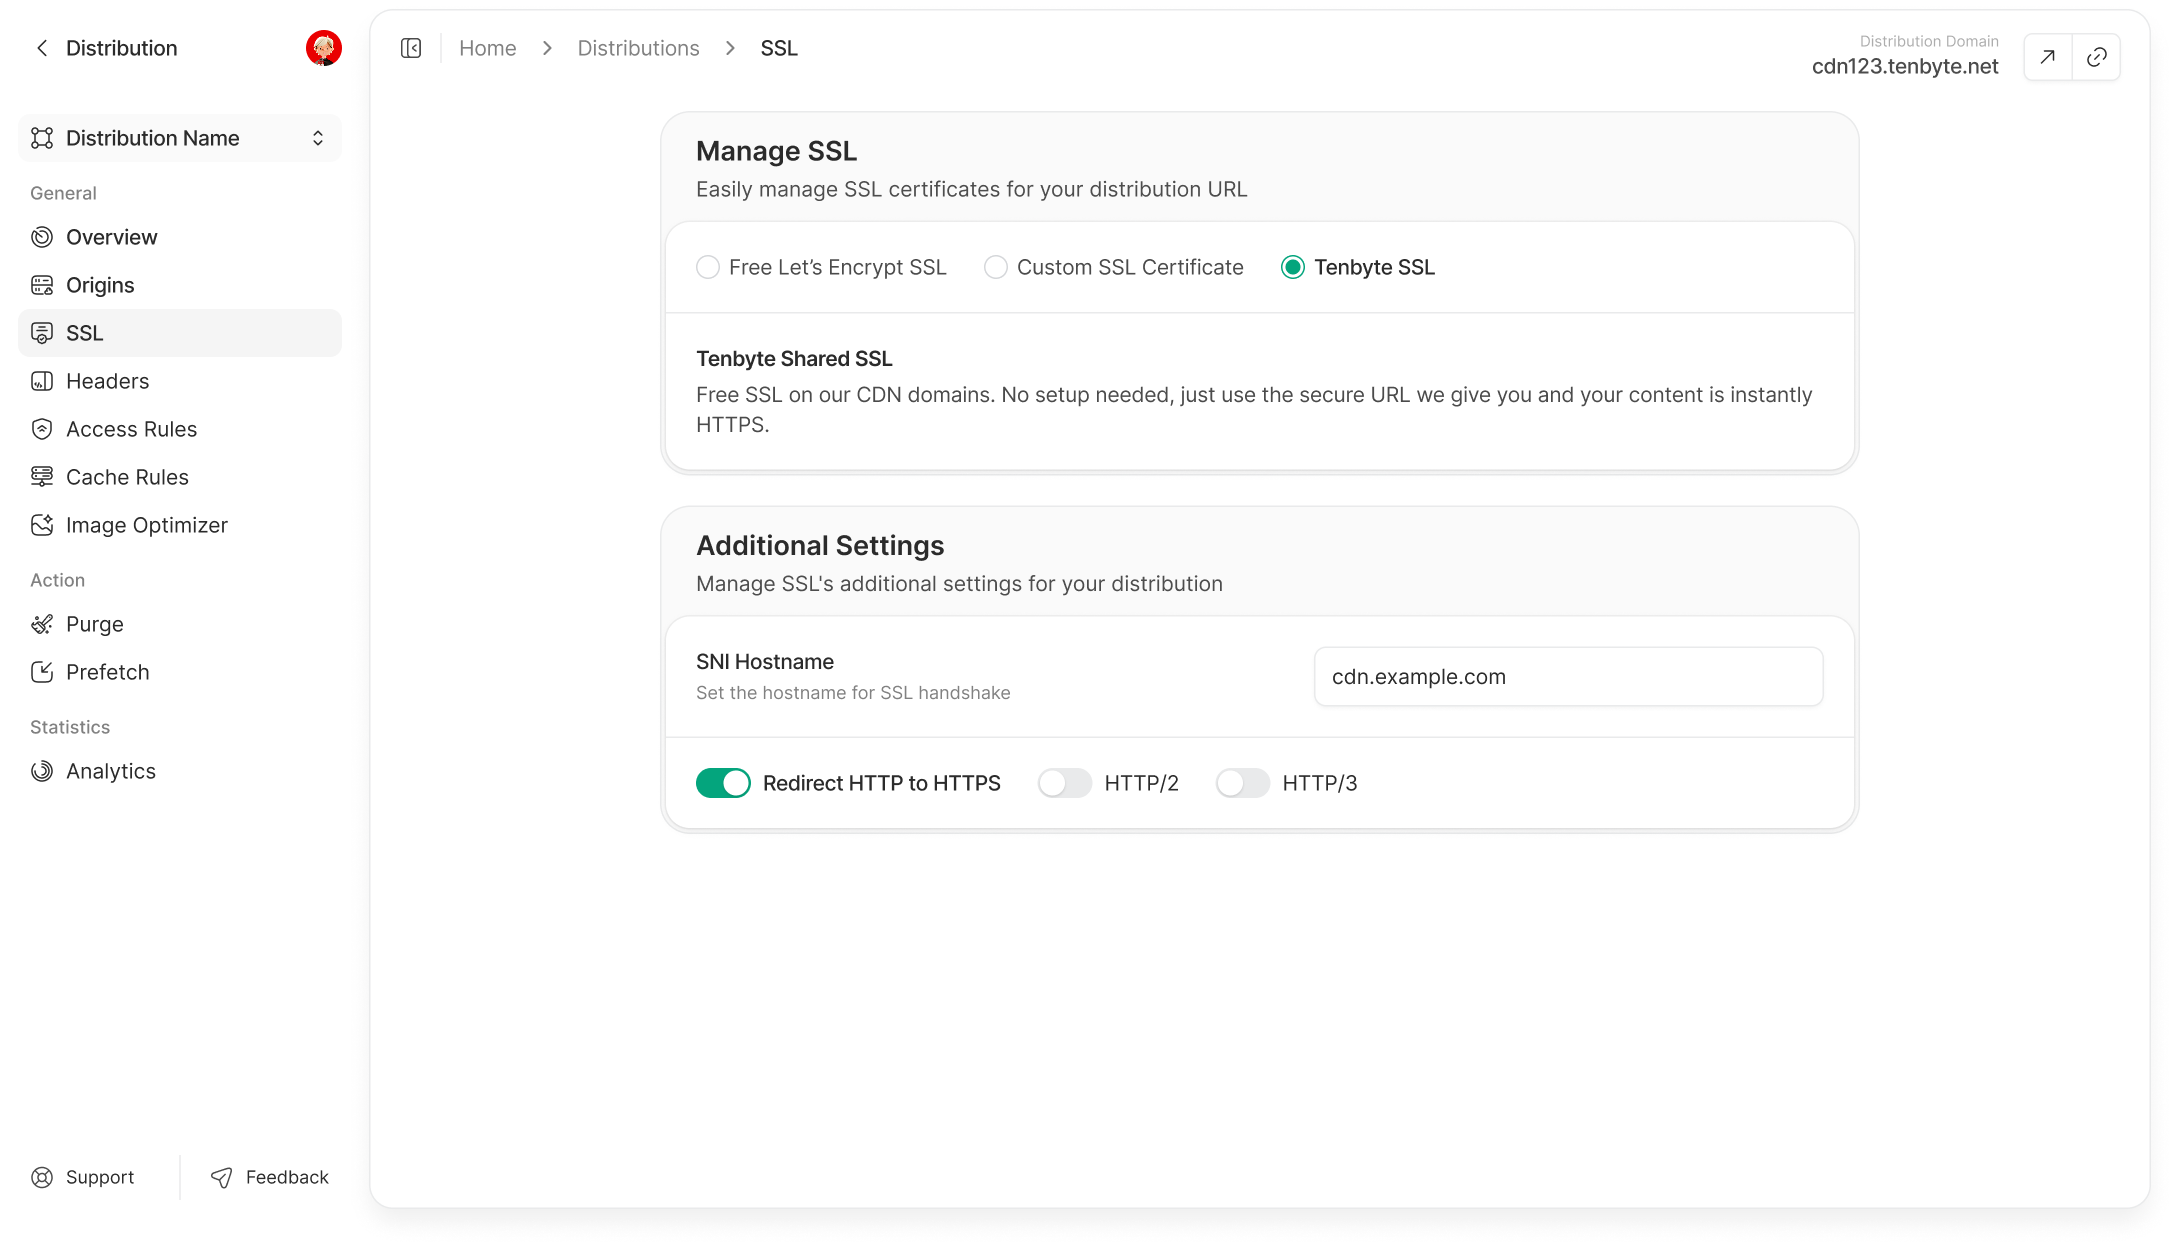 Distribution
Distribution Name
General
Overview
Origins
SSL
Headers
Access Rules
Cache Rules
Image Optimizer
Action
Purge
Prefetch
Statistics
Analytics
Support
Feedback
Home
Distributions
SSL
Distribution Domain
cdn123.tenbyte.net
Manage SSL
Easily manage SSL certificates for your distribution URL
Free Let’s Encrypt SSL
Custom SSL Certificate
Tenbyte SSL
Tenbyte Shared SSL
Free SSL on our CDN domains. No setup needed, just use the secure URL we give you and your content is instantly
HTTPS.
Additional Settings
Manage SSL's additional settings for your distribution
SNI Hostname
Set the hostname for SSL handshake
cdn.example.com
Redirect HTTP to HTTPS
HTTP/2
HTTP/3